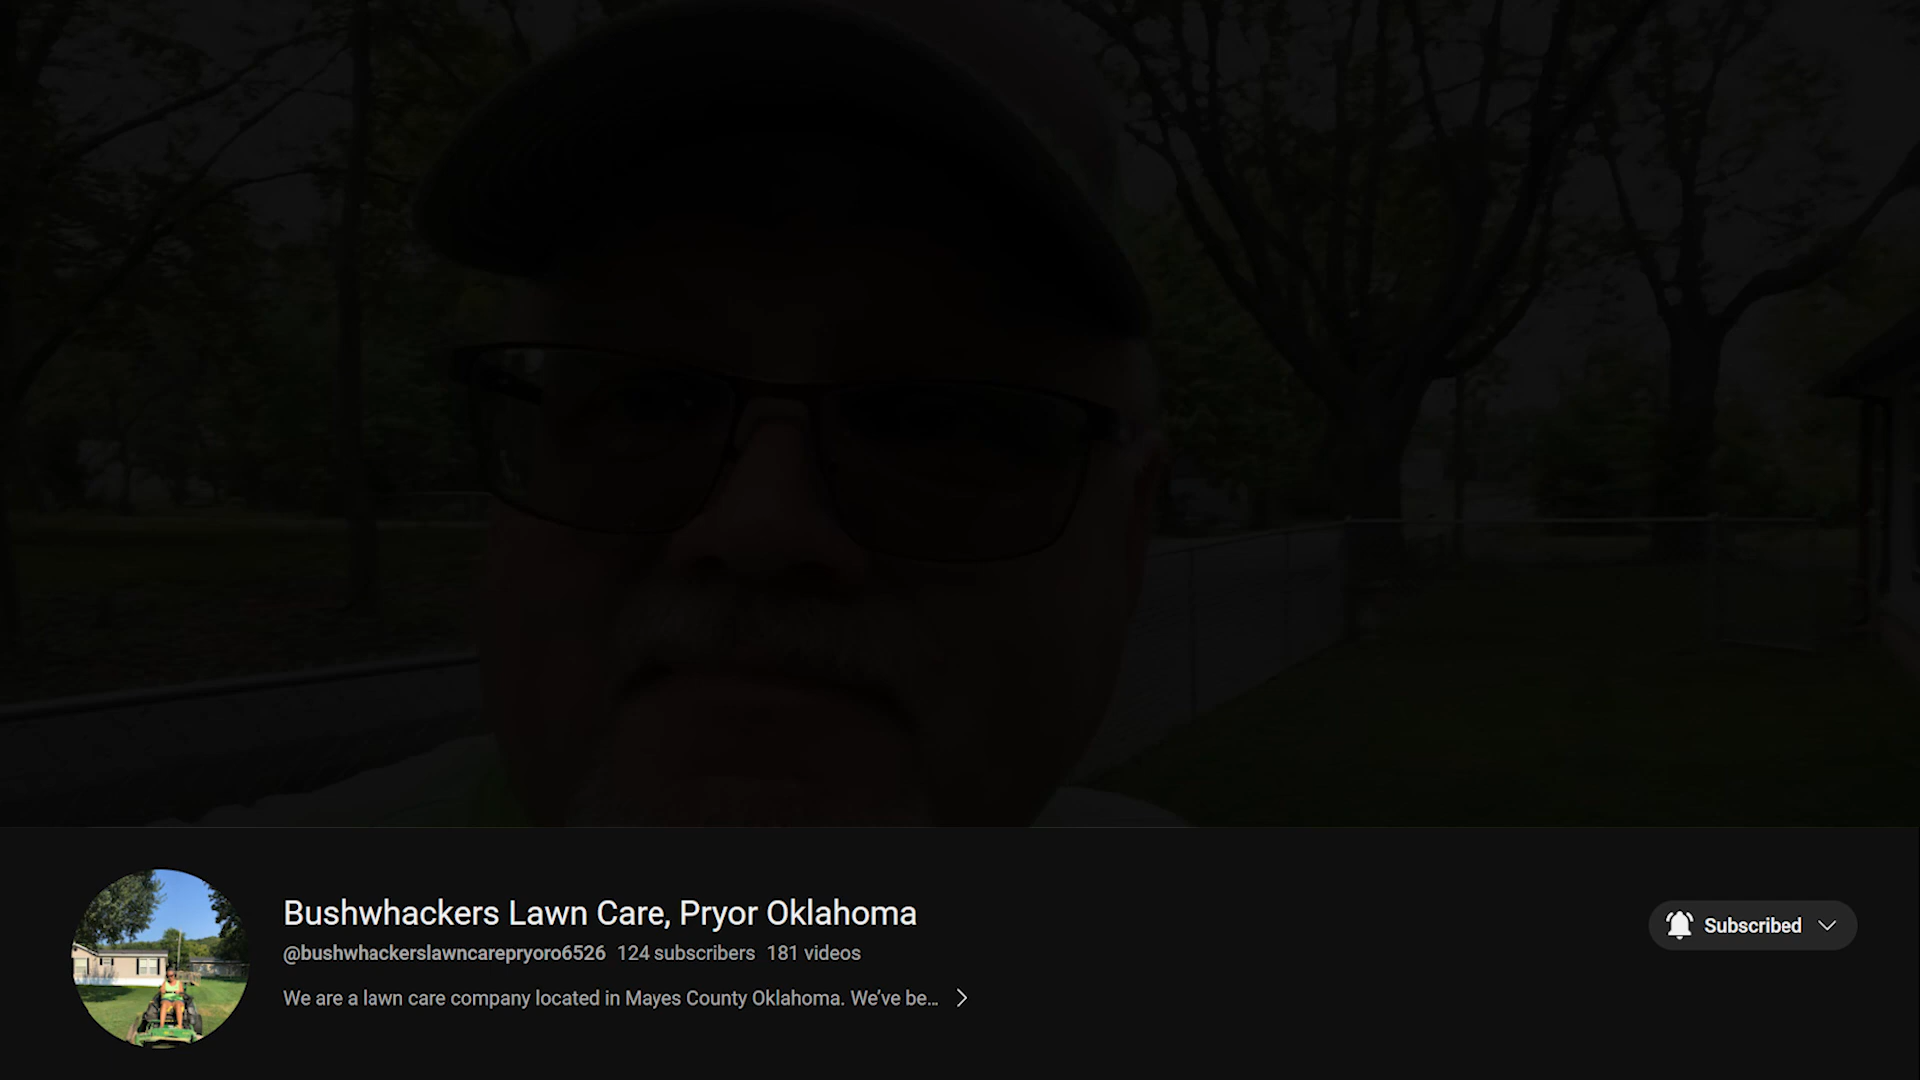 Bushwhackers Lawn Care, Pryor Oklahoma
@bushwhackerslawncarepryoro6526 124 subscribers 181 videos
Subscribed
We are a lawn care company located in Mayes County Oklahoma. We’ve be...